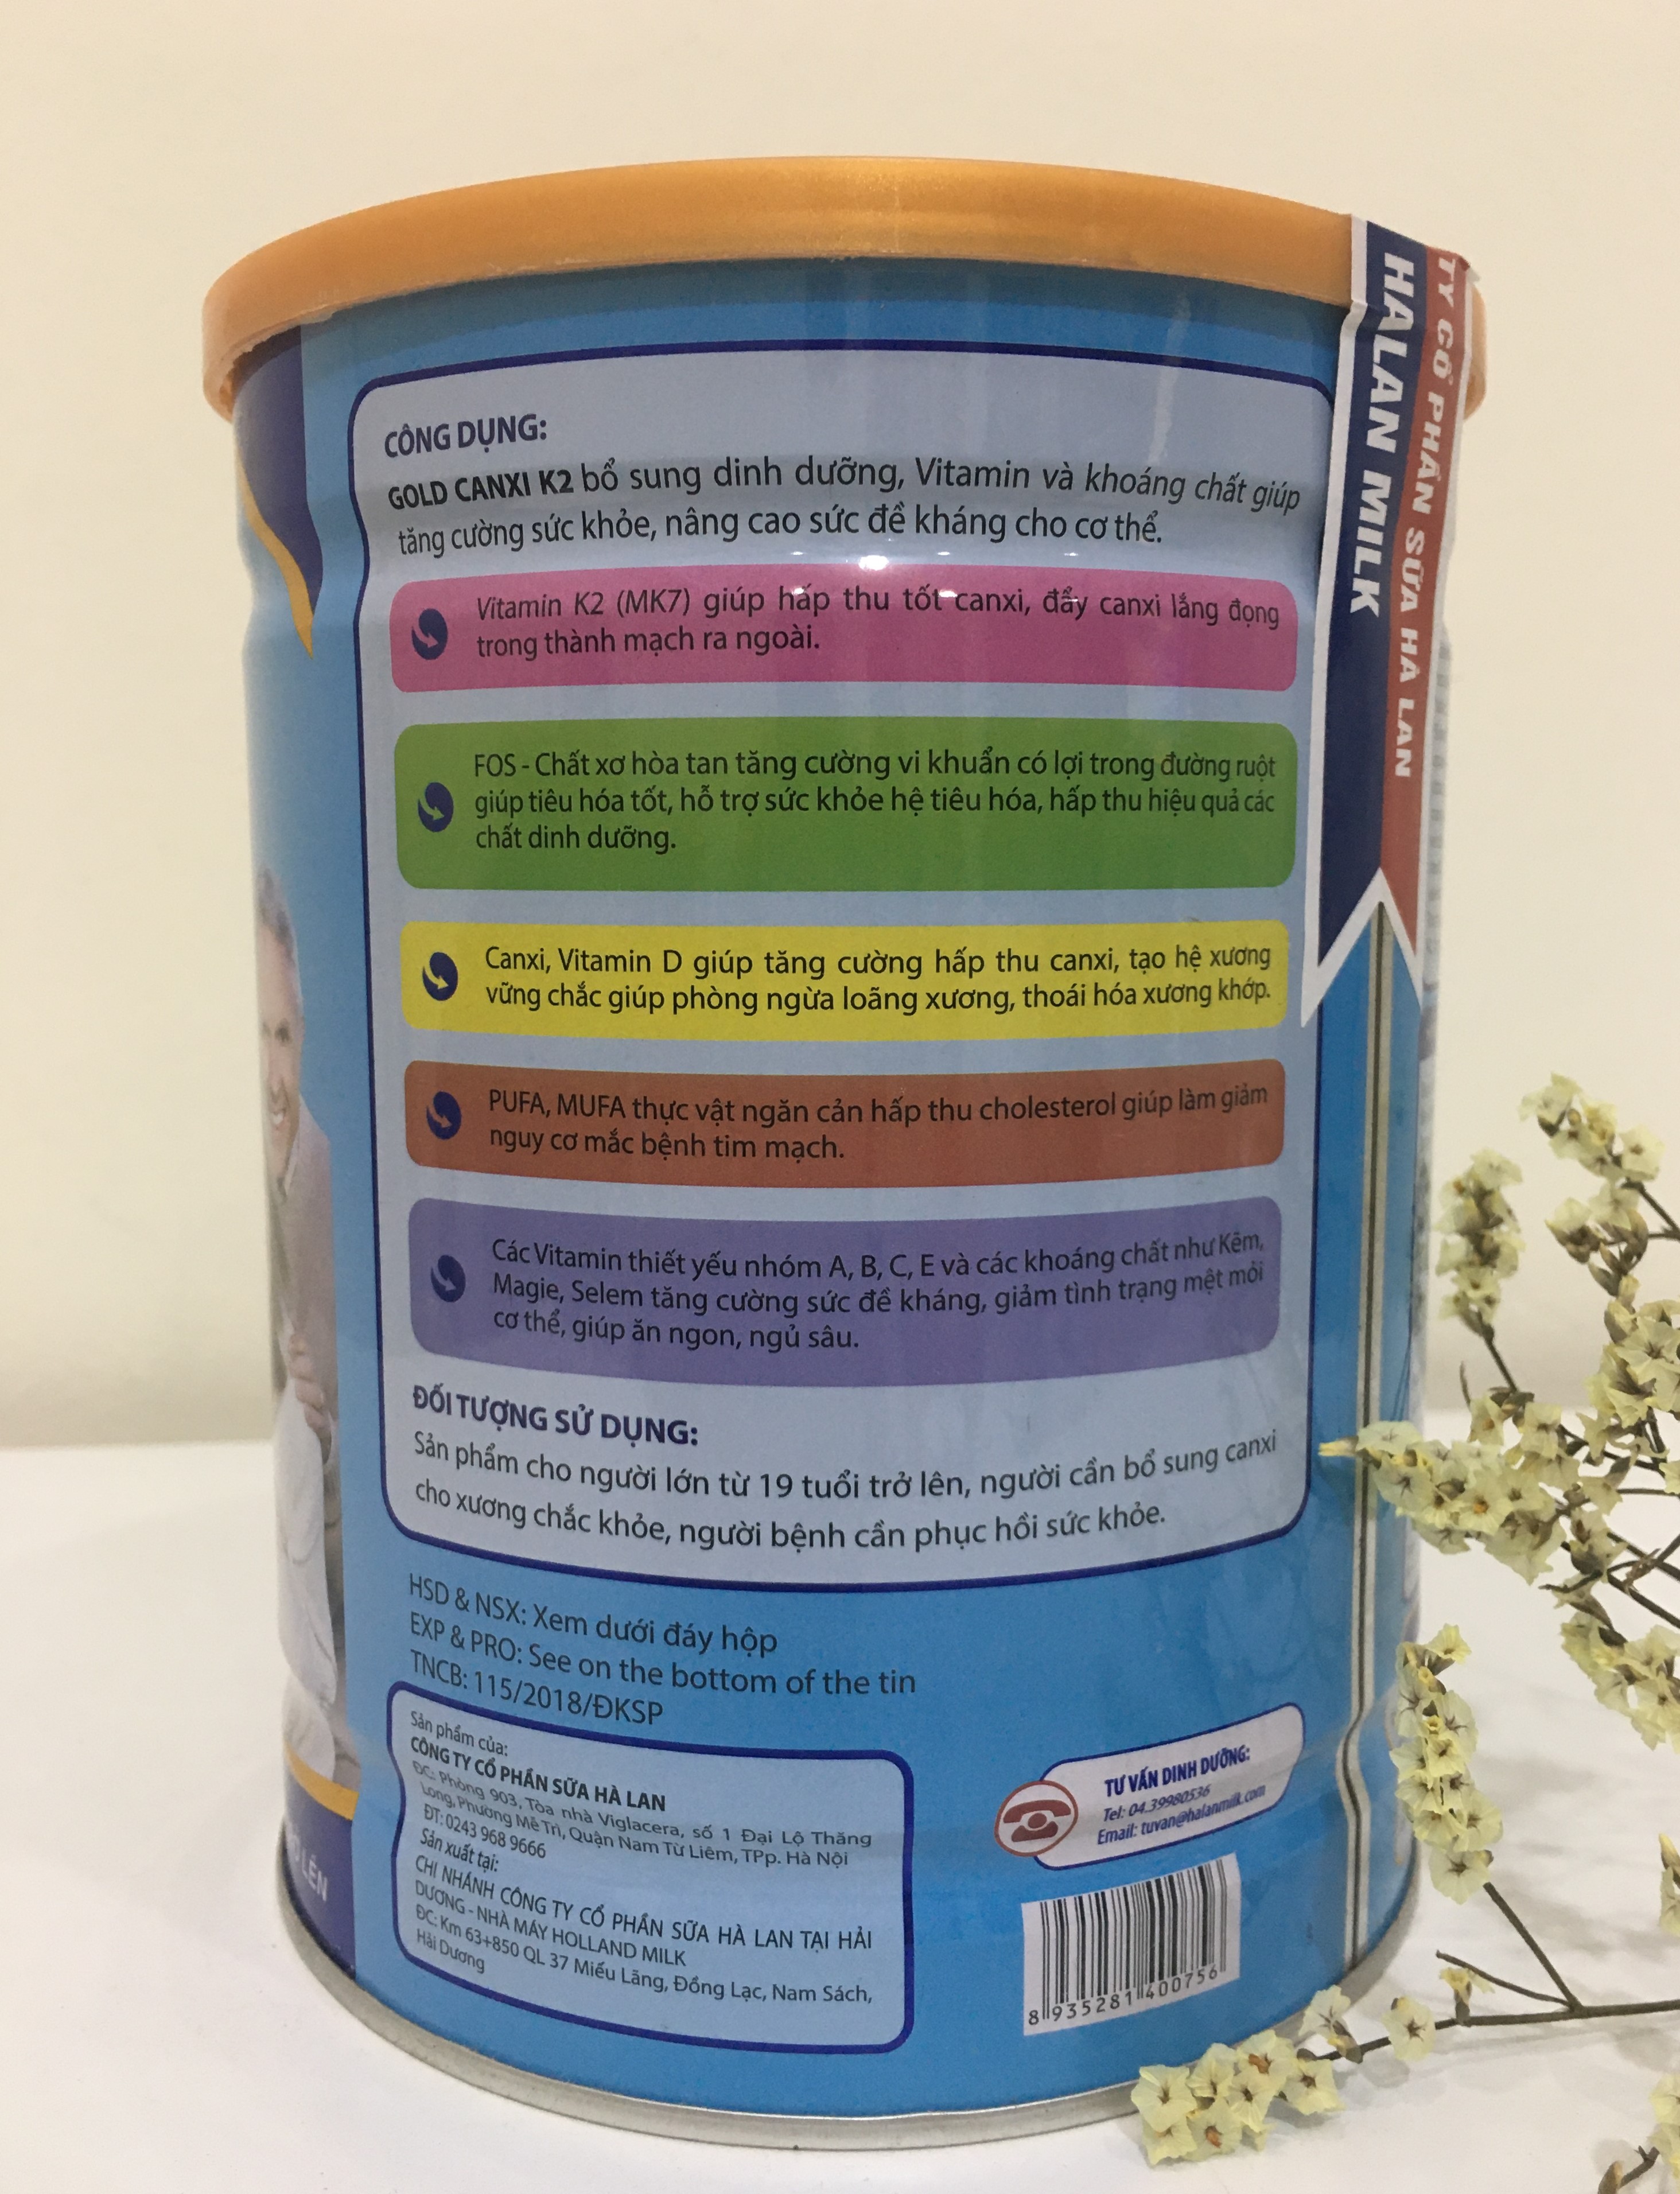 CÔNG DỤNG:
GOLD CANXI K2 bổ sung dinh dưỡng, Vitamin và khoáng chất giúp
tăng cường sức khỏe, nâng cao sức đề kháng cho cơ thể.
Vitamin K2 (MK7) giúp hấp thu tốt canxi, đẩy canxi lắng đọng
trong thành mạch ra ngoài.
FOS - Chất xơ hòa tan tăng cường vi khuẩn có lợi trong đường ruột
giúp tiêu hóa tốt, hỗ trợ sức khỏe hệ tiêu hóa, hấp thu hiệu quả các
chất dinh dưỡng.
Canxi, Vitamin D giúp tăng cường hấp thu canxi, tạo hệ xương
vững chắc giúp phòng ngừa loãng xương, thoái hóa xương khớp.
PUFA, MUFA thực vật ngăn cản hấp thu cholesterol giúp làm giảm
nguy cơ mắc bệnh tim mạch.
Các Vitamin thiết yếu nhóm A, B, C, E và các khoáng chất như Kẽm,
Magie, Selem tăng cường sức đề kháng, giảm tình trạng mệt mỏi
cơ thể, giúp ăn ngon, ngủ sâu.
ĐỐI TƯỢNG SỬ DỤNG:
Sản phẩm cho người lớn từ 19 tuổi trở lên, người cần bổ sung canxi
cho xương chắc khỏe, người bệnh cần phục hồi sức khỏe.
HSD & NSX: Xem dưới đáy hộp
EXP & PRO: See on the bottom of the tin
TNCB: 115/2018/ĐKSP
Sản phẩm của:
CÔNG TY CỔ PHẦN SỮA HÀ LAN
ĐC: Phòng 903, Tòa nhà Viglacera, số 1 Đại Lộ Thăng
Long, Phường Mễ Trì, Quận Nam Từ Liêm, TPp. Hà Nội
ĐT: 0243 968 9666
Sản xuất tại:
CHI NHÁNH CÔNG TY CỔ PHẦN SỮA HÀ LAN TẠI HẢI
DƯƠNG - NHÀ MÁY HOLLAND MILK
ĐC: Km 63+850 QL 37 Miếu Lãng, Đồng Lạc, Nam Sách,
Hải Dương
TƯ VẤN DINH DƯỠNG:
Tel: 04.39980536
Email: tuvan@halanmilk.com
8 935281 400756
TY CỔ PHẦN SỮA HÀ LAN
HALAN MILK
LÊN